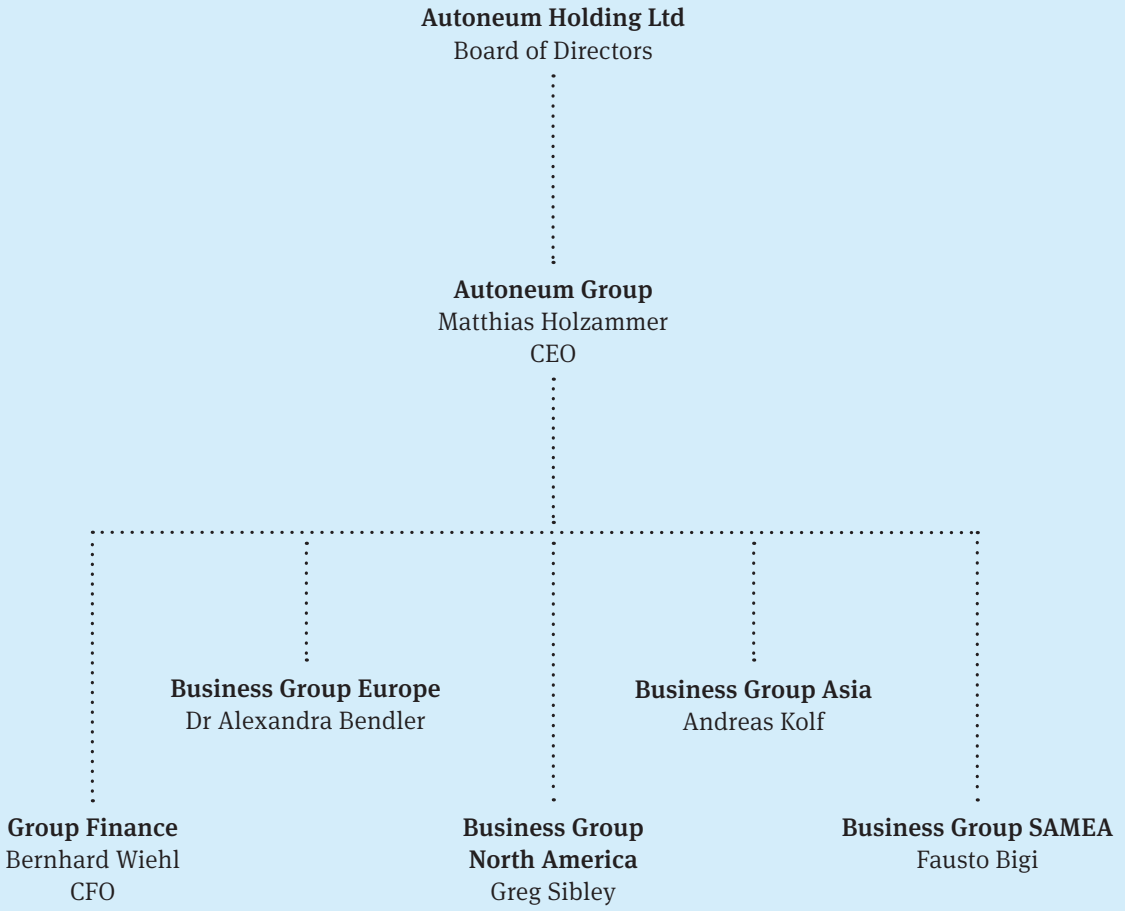 Autoneum Holding Ltd
Board of Directors
Autoneum Group
Matthias Holzammer
CEO
Business Group Europe
Dr Alexandra Bendler
Business Group Asia
Andreas Kolf
Group Finance
Bernhard Wiehl
CFO
Business Group
North America
Greg Sibley
Business Group SAMEA
Fausto Bigi